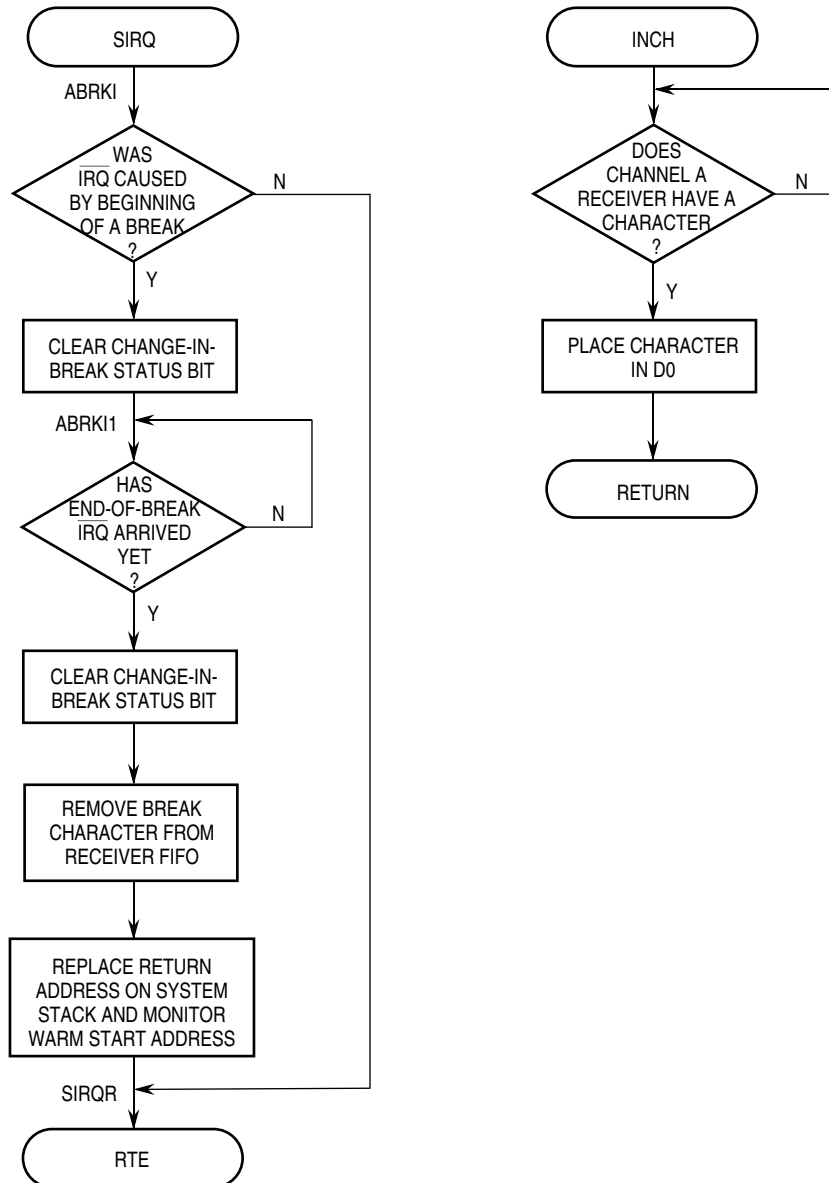 SIRQ
ABRKI
WAS
IRQ CAUSED
BY BEGINNING
OF A BREAK
?
N
Y
CLEAR CHANGE-IN-
BREAK STATUS BIT
ABRKI1
HAS
END-OF-BREAK
IRQ ARRIVED
YET
?
N
Y
CLEAR CHANGE-IN-
BREAK STATUS BIT
REMOVE BREAK
CHARACTER FROM
RECEIVER FIFO
REPLACE RETURN
ADDRESS ON SYSTEM
STACK AND MONITOR
WARM START ADDRESS
SIRQR
RTE
INCH
DOES
CHANNEL A
RECEIVER HAVE A
CHARACTER
?
N
Y
PLACE CHARACTER
IN D0
RETURN